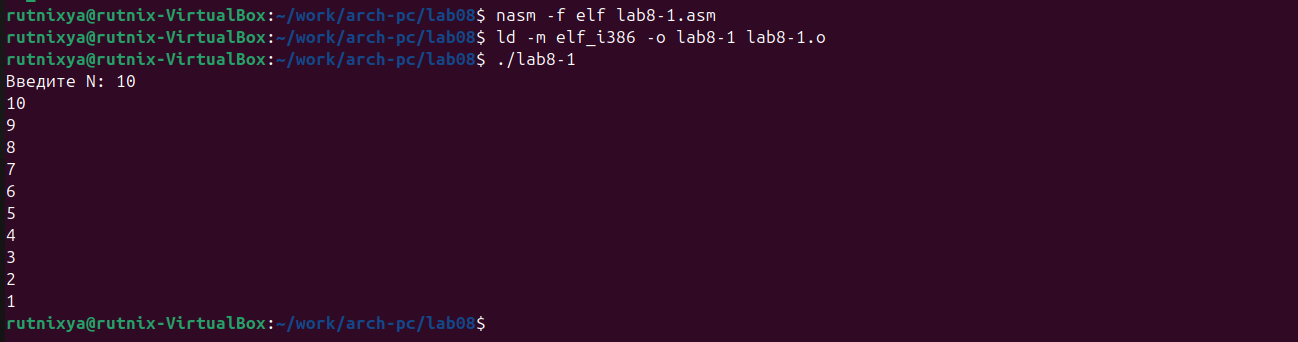 rutnixya@rutnix-VirtualBox:~/work/arch-pc/lab08$ nasm -f elf lab8-1.asm
rutnixya@rutnix-VirtualBox:~/work/arch-pc/lab08$ ld -m elf_i386 -o lab8-1 lab8-1.o
rutnixya@rutnix-VirtualBox:~/work/arch-pc/lab08$ ./lab8-1
Введите N: 10
10
9
8
7
6
5
4
3
2
1
rutnixya@rutnix-VirtualBox:~/work/arch-pc/lab08$